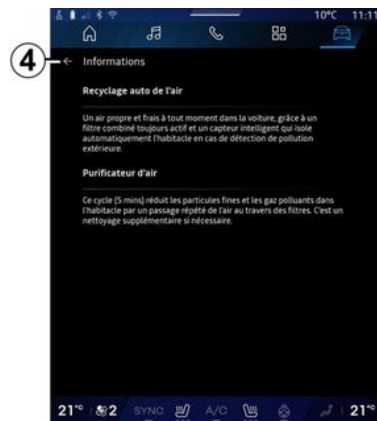 10°C 11:11
4
← Informations
Recyclage auto de l'air
Un air propre et frais à tout moment dans la voiture, grâce à un
filtre combiné toujours actif et un capteur intelligent qui isole
automatiquement l'habitacle en cas de détection de pollution
extérieure.
Purificateur d'air
Ce cycle (5 mins) réduit les particules fines et les gaz polluants dans
l'habitacle par un passage répété de l'air au travers des filtres. C'est un
nettoyage supplémentaire si nécessaire.
21°C 2 SYNC A/C 21°C